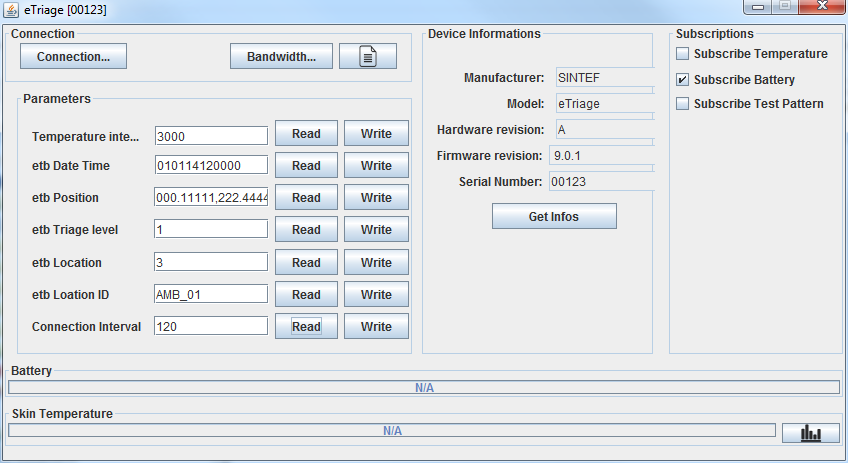 eTriage [00123]
Connection
Connection...
Bandwidth...
Parameters
Temperature inte... 3000 Read Write
etb Date Time 010114120000 Read Write
etb Position 000.11111,222.4444 Read Write
etb Triage level 1 Read Write
etb Location 3 Read Write
etb Loation ID AMB_01 Read Write
Connection Interval 120 Read Write
Device Informations
Manufacturer: SINTEF
Model: eTriage
Hardware revision: A
Firmware revision: 9.0.1
Serial Number: 00123
Get Infos
Subscriptions
Subscribe Temperature
Subscribe Battery
Subscribe Test Pattern
Battery
N/A
Skin Temperature
N/A